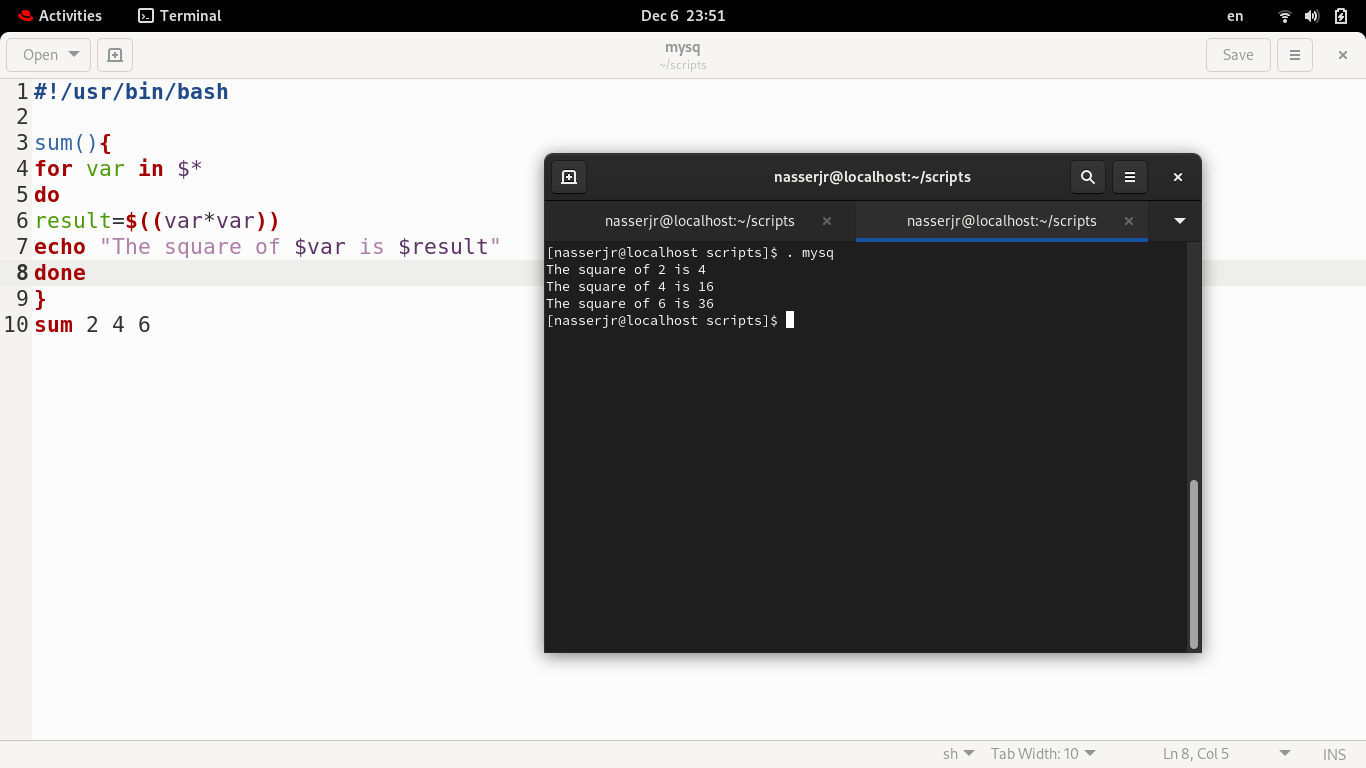 Activities Terminal Dec 6 23:51 en
Open mysq Save
~/scripts
1 #!/usr/bin/bash
2
3 sum(){
4 for var in $*
5 do
6 result=$((var*var))
7 echo "The square of $var is $result"
8 done
9 }
10 sum 2 4 6
nasserjr@localhost:~/scripts
nasserjr@localhost:~/scripts nasserjr@localhost:~/scripts
[nasserjr@localhost scripts]$ . mysq
The square of 2 is 4
The square of 4 is 16
The square of 6 is 36
[nasserjr@localhost scripts]$
sh Tab Width: 10 Ln 8, Col 5 INS